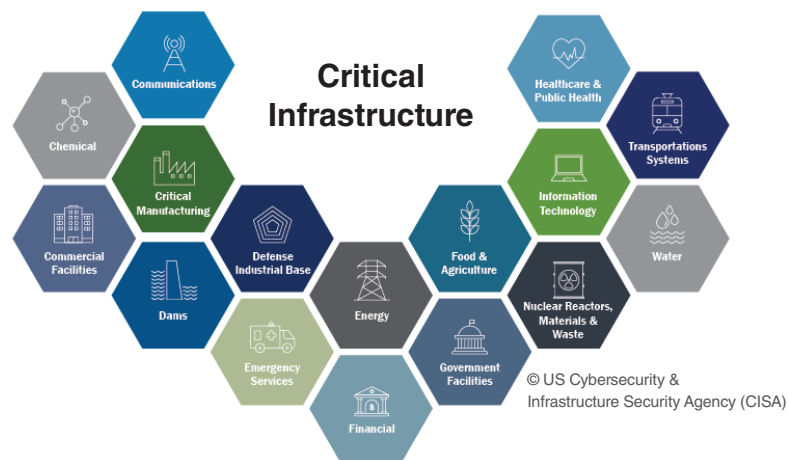 Critical
Infrastructure
Communications
Chemical
Critical
Manufacturing
Commercial
Facilities
Defense
Industrial Base
Dams
Emergency
Services
Energy
Financial
Food &
Agriculture
Government
Facilities
Healthcare &
Public Health
Transportations
Systems
Information
Technology
Water
Nuclear Reactors,
Materials &
Waste
$
© US Cybersecurity &
Infrastructure Security Agency (CISA)